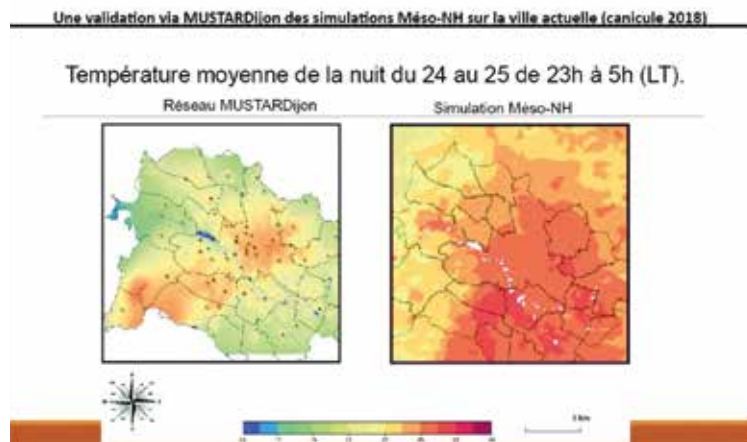 Une validation via MUSTARDijon des simulations Méso-NH sur la ville actuelle (canicule 2018)
Température moyenne de la nuit du 24 au 25 de 23h à 5h (LT).
Réseau MUSTARDijon
Simulation Méso-NH